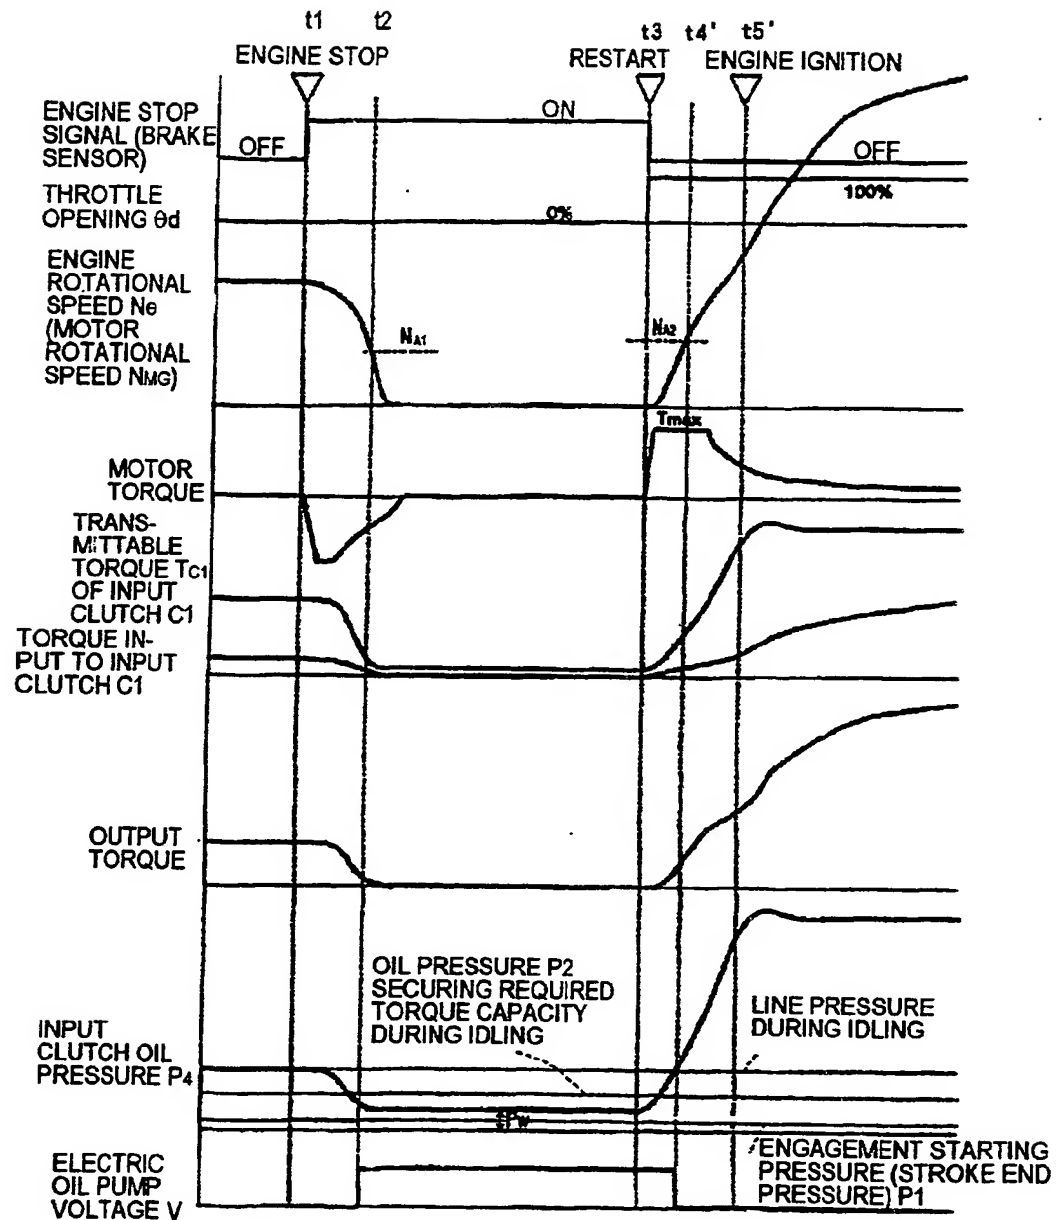 t1 t2 t3 t4' t5'
ENGINE STOP RESTART ENGINE IGNITION
ENGINE STOP
SIGNAL (BRAKE
SENSOR)
OFF
ON
OFF
THROTTLE
OPENING θd
0%
100%
ENGINE
ROTATIONAL
SPEED Ne
(MOTOR
ROTATIONAL
SPEED NMG)
NA1
NA2
MOTOR
TORQUE
Tmax
TRANS-
MITTABLE
TORQUE TC1
OF INPUT
CLUTCH C1
TORQUE IN-
PUT TO INPUT
CLUTCH C1
OUTPUT
TORQUE
OIL PRESSURE P2
SECURING REQUIRED
TORQUE CAPACITY
DURING IDLING
LINE PRESSURE
DURING IDLING
INPUT
CLUTCH OIL
PRESSURE P4
Pw
ENGAGEMENT STARTING
PRESSURE (STROKE END
PRESSURE) P1
ELECTRIC
OIL PUMP
VOLTAGE V